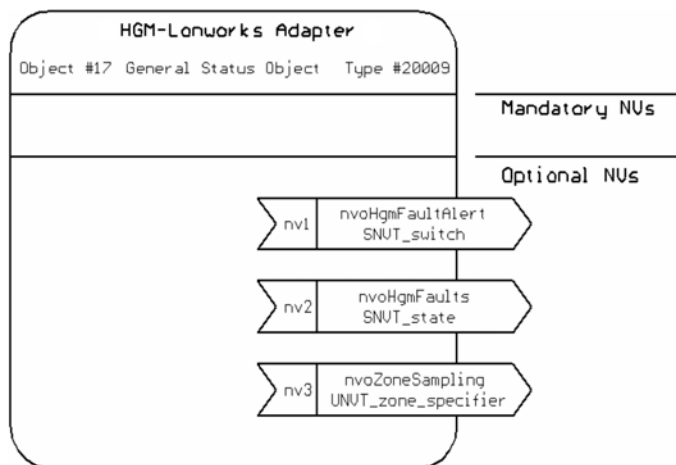 HGM-Lonworks Adapter
Object #17 General Status Object Type #20009
Mandatory NVs
Optional NVs
nv1
nvoHgmFaultAlert
SNVT_switch
nv2
nvoHgmFaults
SNVT_state
nv3
nvoZoneSampling
UNVT_zone_specifier